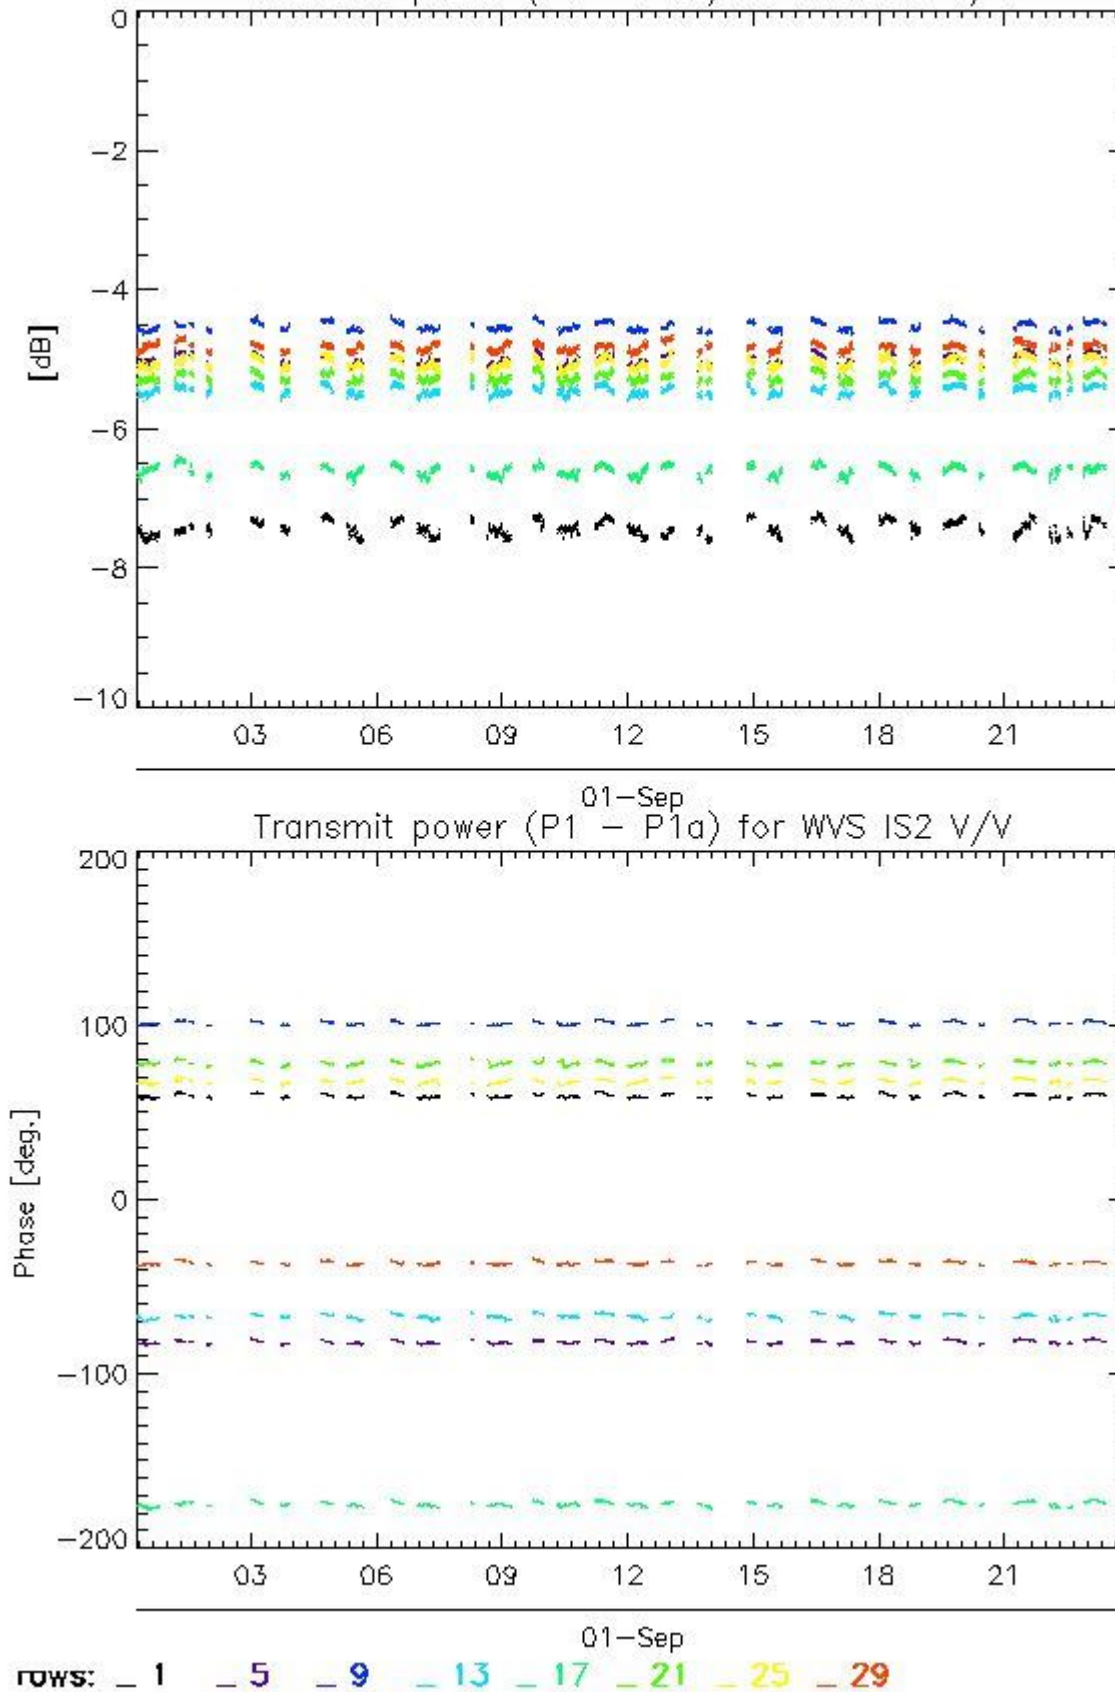 0
-2
-4
[dB]
-6
-8
-10
03 06 09 12 15 18 21
01-Sep
Transmit power (P1 - P1a) for WVS IS2 V/V
200
100
Phase [deg.]
0
-100
-200
03 06 09 12 15 18 21
01-Sep
rows: _ 1 _ 5 _ 9 _ 13 _ 17 _ 21 _ 25 _ 29